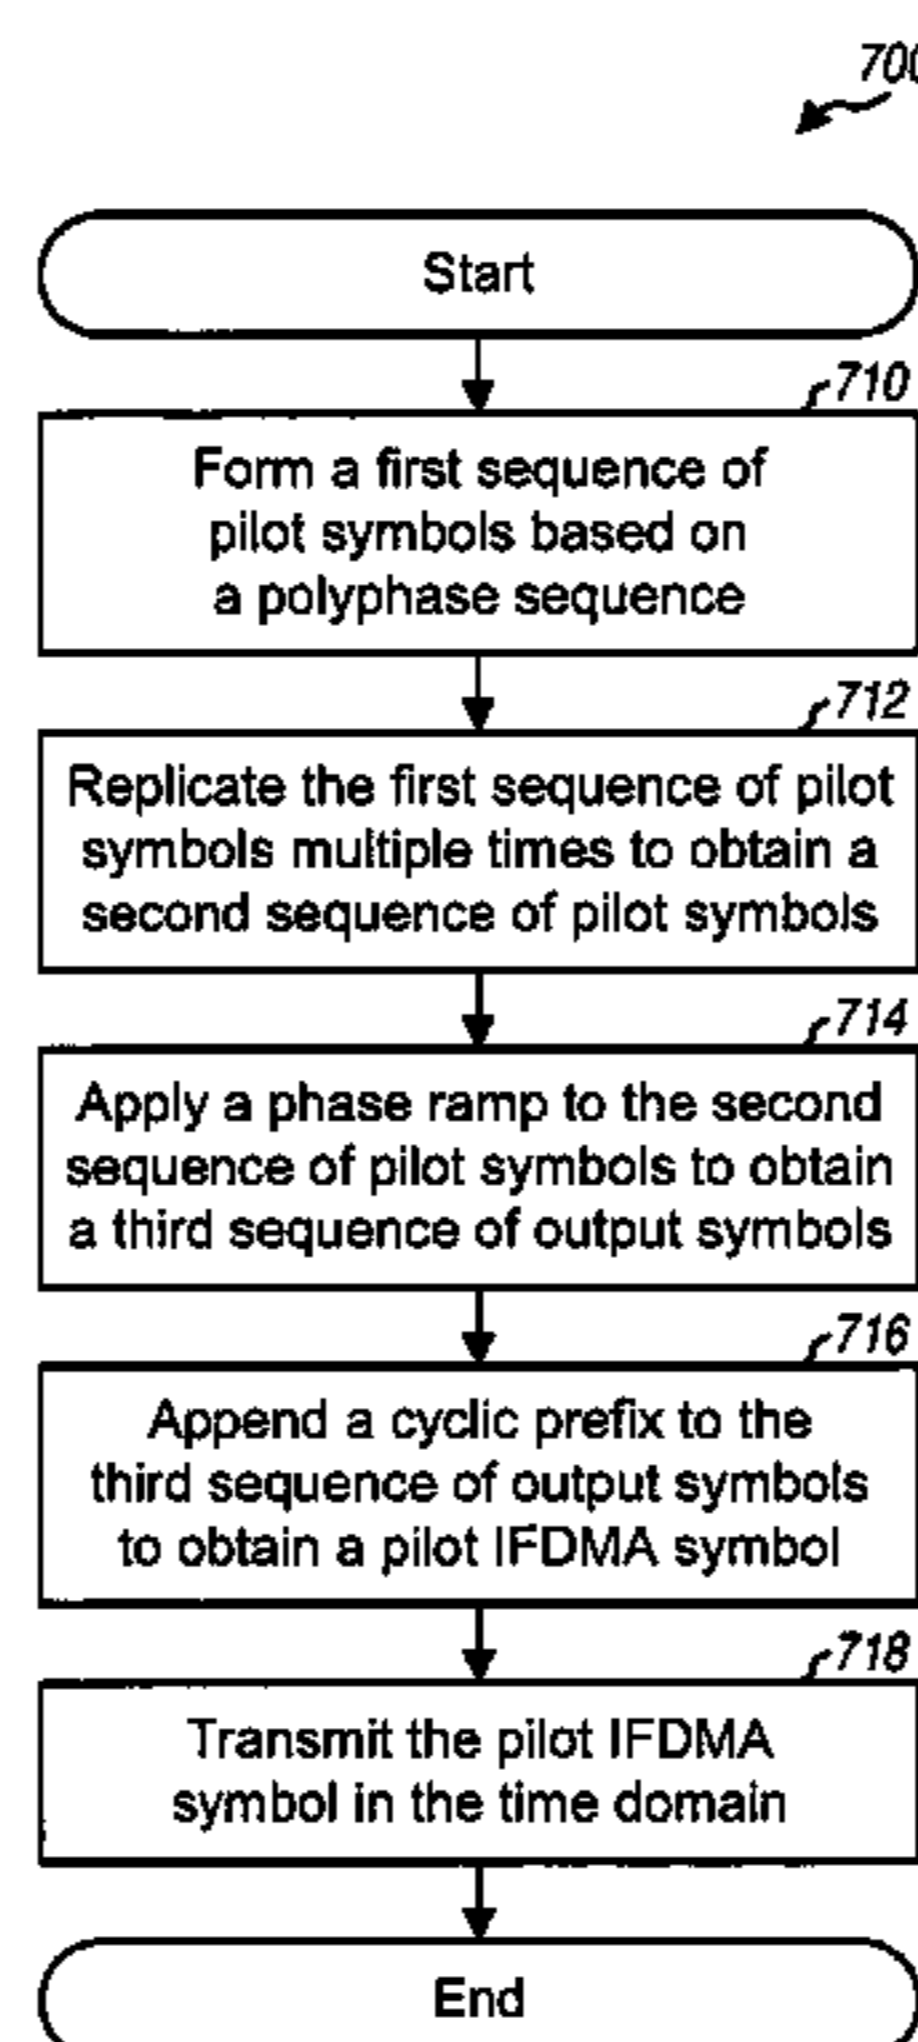 700
Start
710
Form a first sequence of
pilot symbols based on
a polyphase sequence
712
Replicate the first sequence of pilot
symbols multiple times to obtain a
second sequence of pilot symbols
714
Apply a phase ramp to the second
sequence of pilot symbols to obtain
a third sequence of output symbols
716
Append a cyclic prefix to the
third sequence of output symbols
to obtain a pilot IFDMA symbol
718
Transmit the pilot IFDMA
symbol in the time domain
End